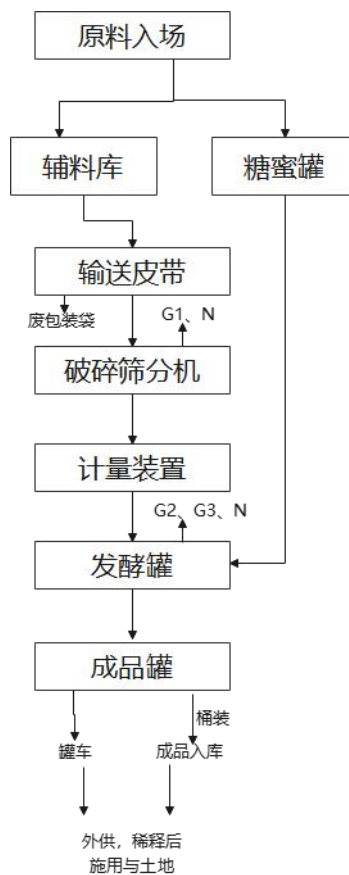 原料入场
辅料库
糖蜜罐
输送皮带
废包装袋
G1、N
破碎筛分机
计量装置
G2、G3、N
发酵罐
成品罐
桶装
罐车
成品入库
外供，稀释后
施用与土地